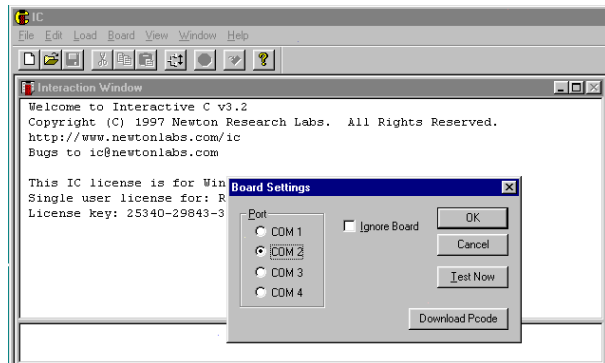 IC
File Edit Load Board View Window Help
Interaction Window
Welcome to Interactive C v3.2
Copyright (C) 1997 Newton Research Labs. All Rights Reserved.
http://www.newtonlabs.com/ic
Bugs to ic@newtonlabs.com
This IC license is for Win
Single user license for: R
License key: 25340-29843-3
Board Settings
Port
COM 1
COM 2
COM 3
COM 4
Ignore Board
OK
Cancel
Test Now
Download Pcode